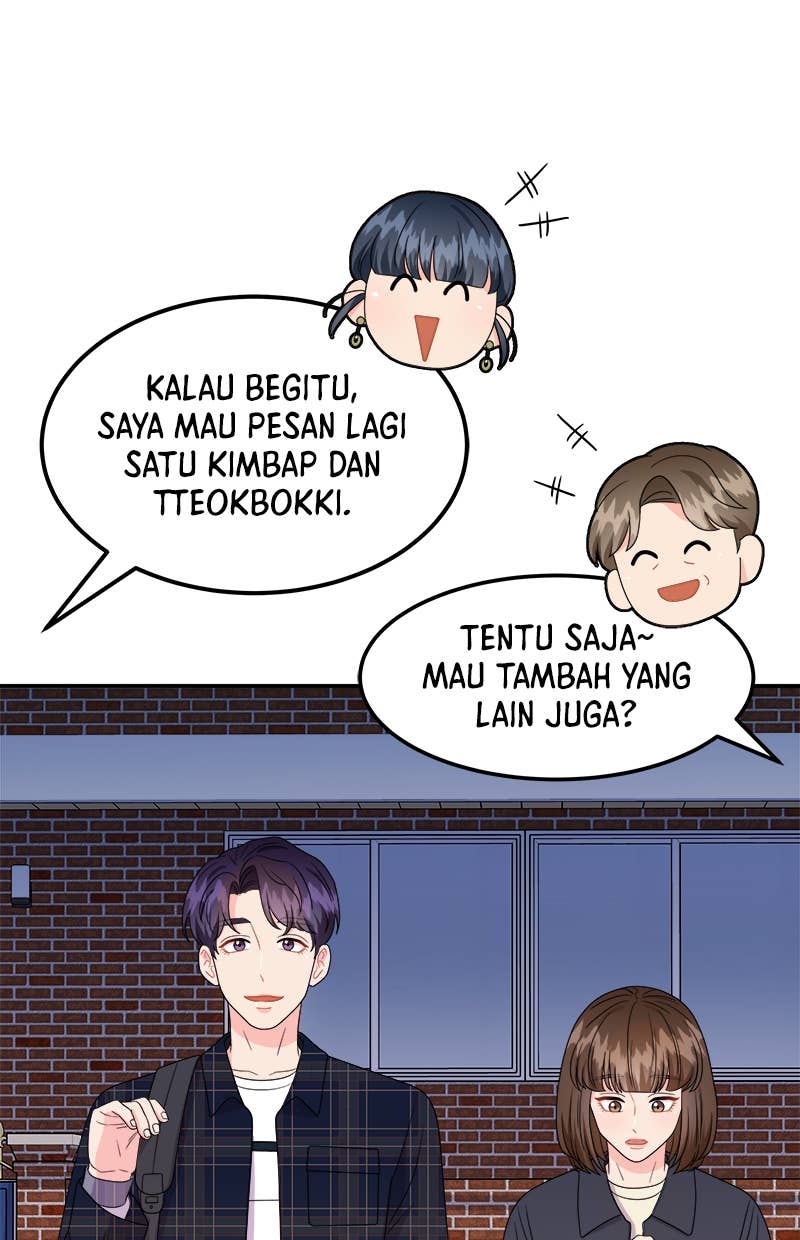 KALAU BEGITU,
SAYA MAU PESAN LAGI
SATU KIMBAP DAN
TTEOKBOKKI.
TENTU SAJA~
MAU TAMBAH YANG
LAIN JUGA?